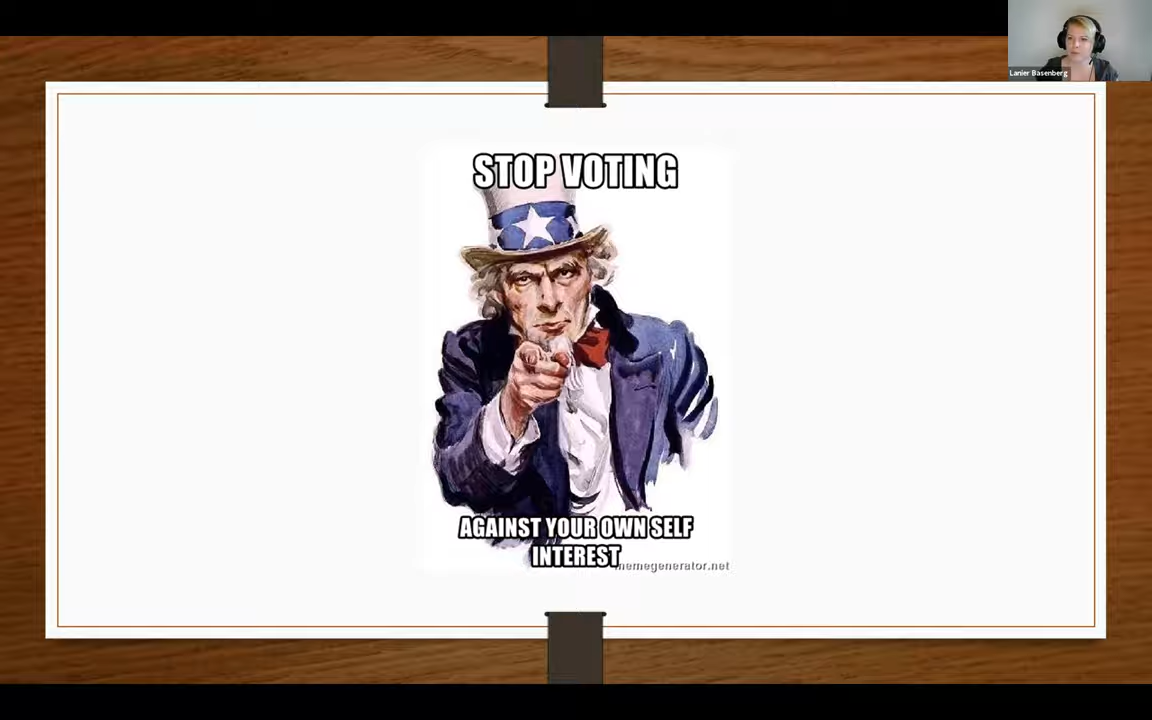 Lanier Basenberg
STOP VOTING
AGAINST YOUR OWN SELF
INTEREST
memegenerator.net